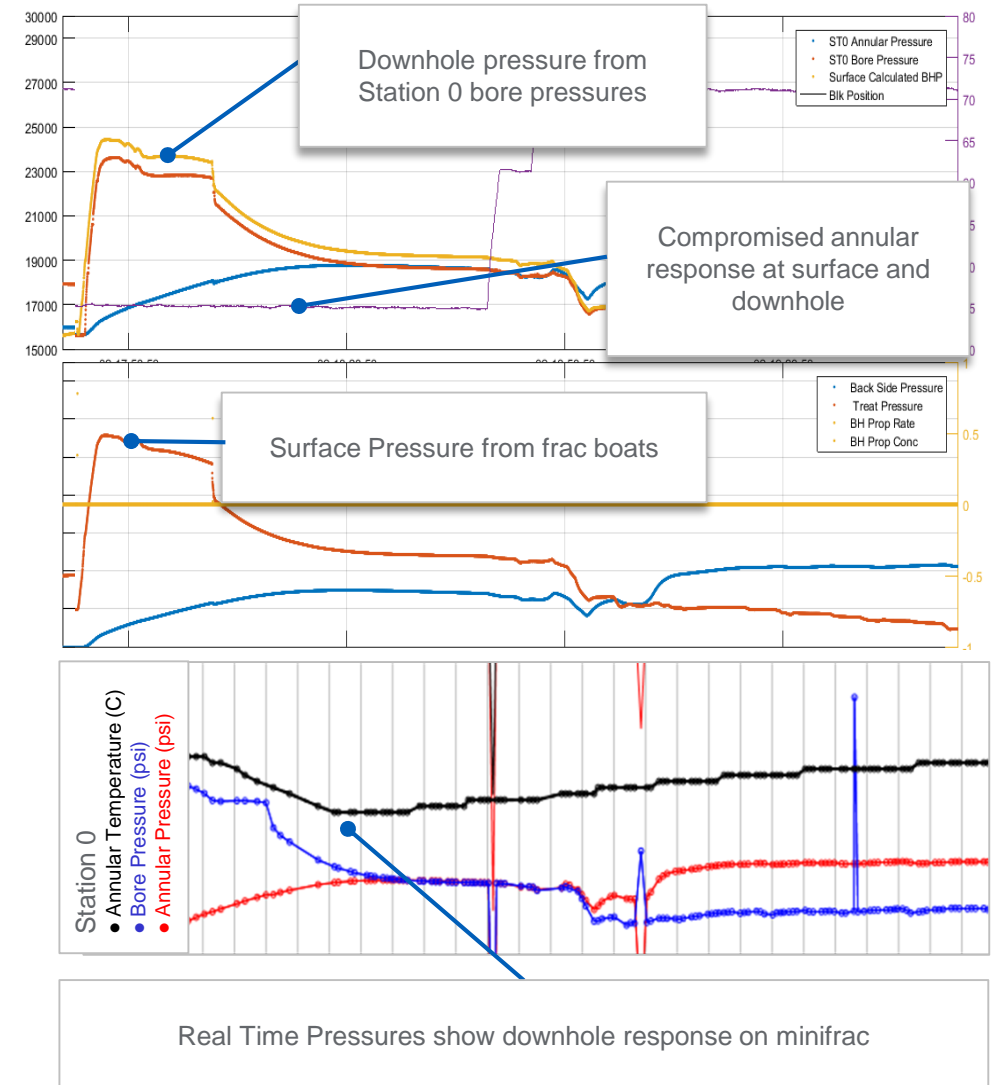 30000
29000
27000
25000
23000
21000
19000
17000
15000
80
75
70
65
ST0 Annular Pressure
ST0 Bore Pressure
Surface Calculated BHP
Blk Position
Downhole pressure from
Station 0 bore pressures
Compromised annular
response at surface and
downhole
Back Side Pressure
Treat Pressure
BH Prop Rate
BH Prop Conc
0.5
0
-0.5
-1
Surface Pressure from frac boats
Station 0
Annular Temperature (C)
Bore Pressure (psi)
Annular Pressure (psi)
Real Time Pressures show downhole response on minifrac